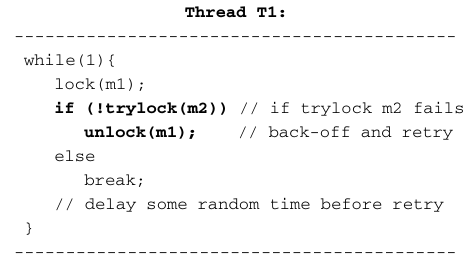 Thread T1:
--------------------------------------------
while(1){
lock(m1);
if (!trylock(m2)) // if trylock m2 fails
unlock(m1); // back-off and retry
else
break;
// delay some random time before retry
}
--------------------------------------------